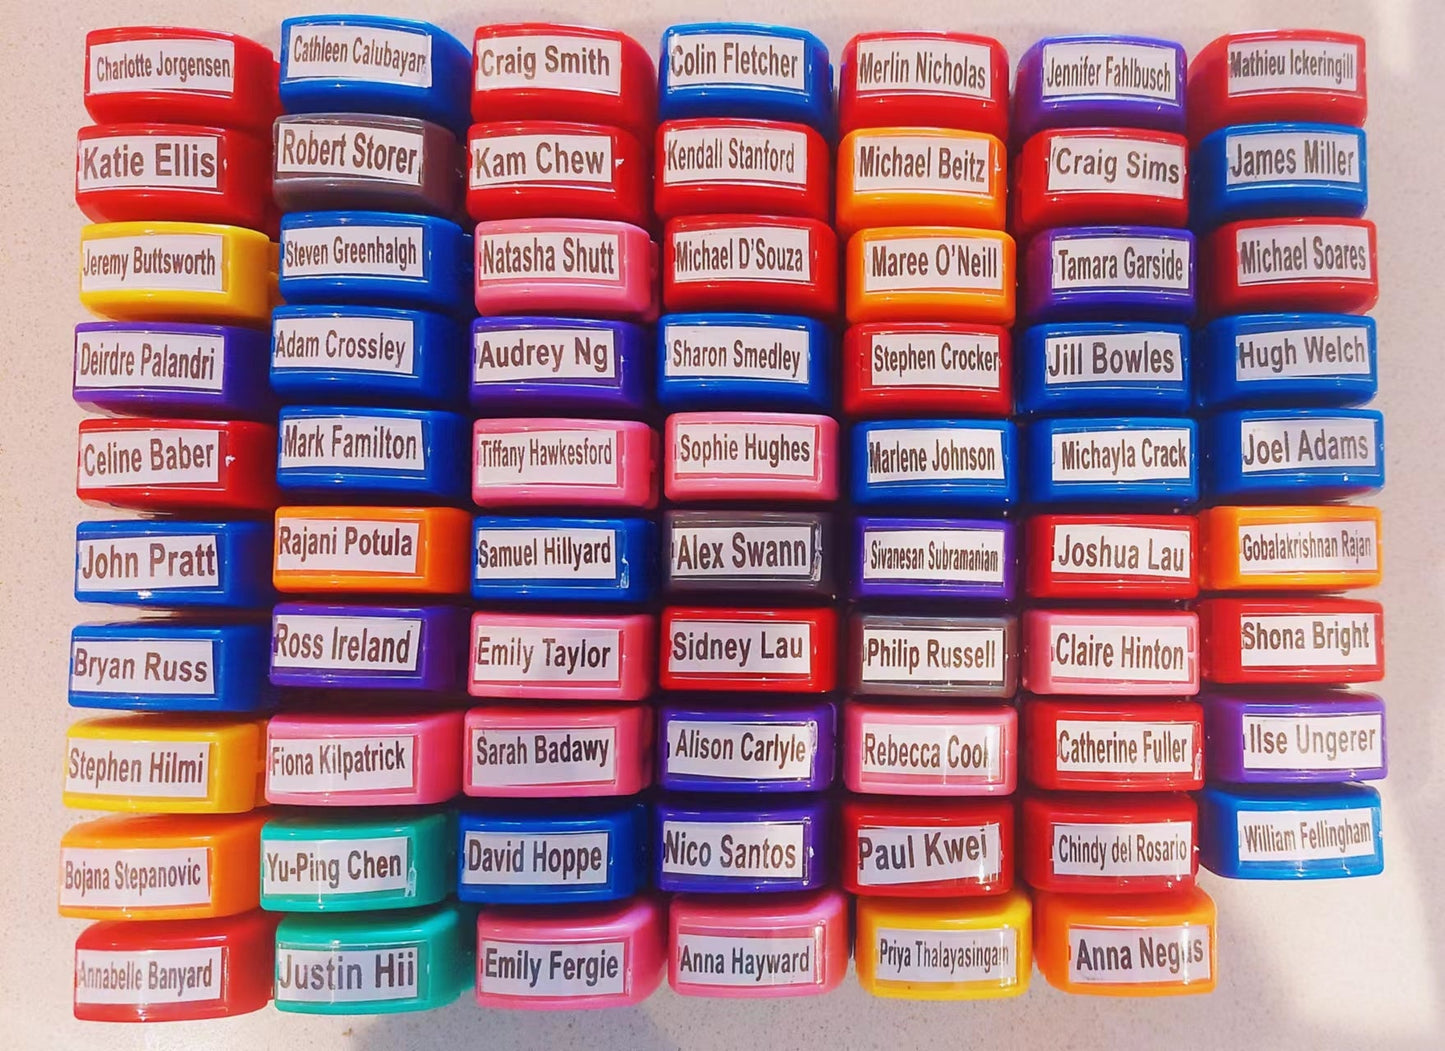 Charlotte Jorgensen
Cathleen Calubayan
Craig Smith
Colin Fletcher
Merlin Nicholas
Jennifer Fahlbusch
Mathieu Ickeringill
Katie Ellis
Robert Storer
Kam Chew
Kendall Stanford
Michael Beitz
Craig Sims
James Miller
Jeremy Buttsworth
Steven Greenhalgh
Natasha Shutt
Michael D'Souza
Maree O'Neill
Tamara Garside
Michael Soares
Deirdre Palandri
Adam Crossley
Audrey Ng
Sharon Smedley
Stephen Crocker
Jill Bowles
Hugh Welch
Celine Baber
Mark Familton
Tiffany Hawkesford
Sophie Hughes
Marlene Johnson
Michayla Crack
Joel Adams
John Pratt
Rajani Potula
Samuel Hillyard
Alex Swann
Sivanesan Subramaniam
Joshua Lau
Gobalakrishnan Rajan
Bryan Russ
Ross Ireland
Emily Taylor
Sidney Lau
Philip Russell
Claire Hinton
Shona Bright
Stephen Hilmi
Fiona Kilpatrick
Sarah Badawy
Alison Carlyle
Rebecca Cook
Catherine Fuller
Ilse Ungerer
Bojana Stepanovic
Yu-Ping Chen
David Hoppe
Nico Santos
Paul Kwei
Chindy del Rosario
William Fellingham
Annabelle Banyard
Justin Hii
Emily Fergie
Anna Hayward
Priya Thalayasingam
Anna Negus